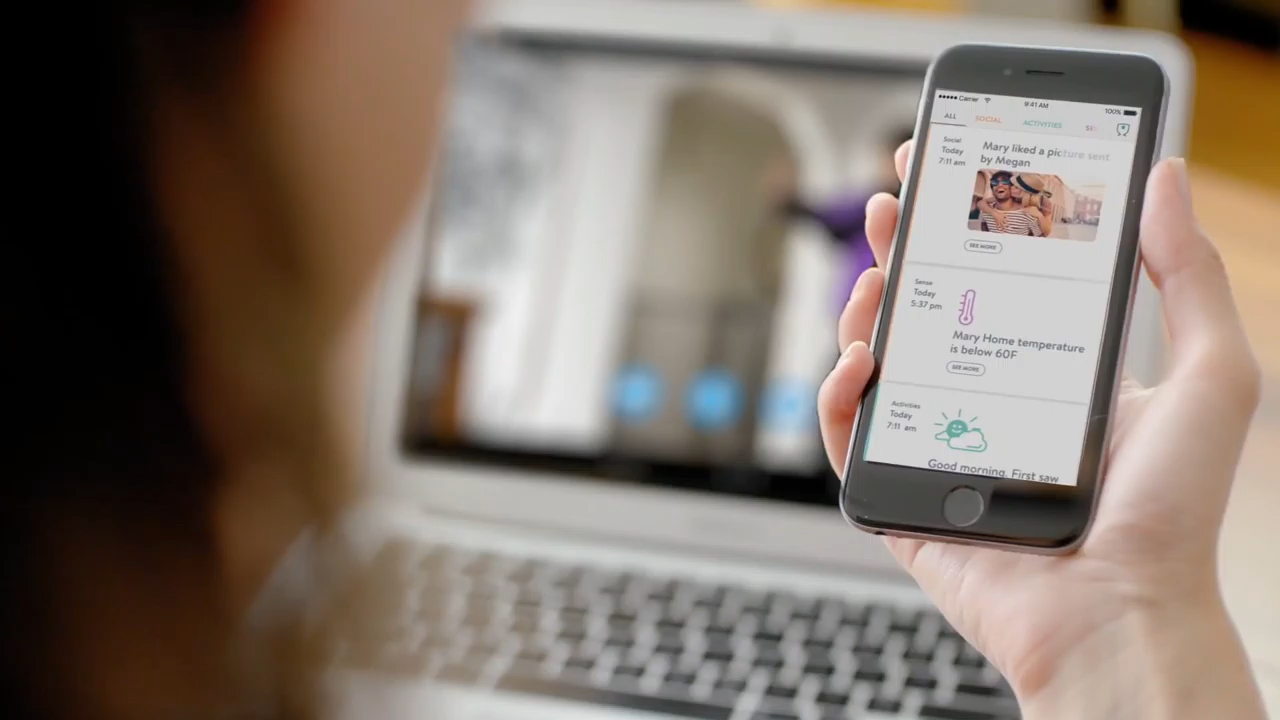 Carrier 9:41 AM 100%
ALL SOCIAL ACTIVITIES SE
Social
Today
7:11 am
Mary liked a picture sent
by Megan
SEE MORE
Sense
Today
5:37 pm
Mary Home temperature
is below 60F
SEE MORE
Activities
Today
7:11 am
Good morning. First saw